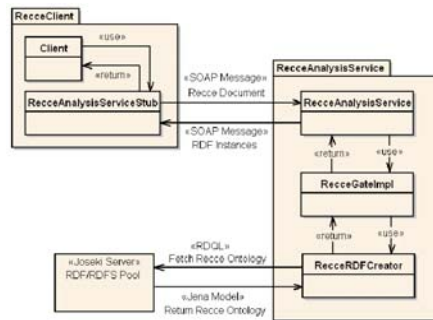 RecceClient
Client
«use»
«return»
RecceAnalysisServiceStub
«SOAP Message»
Recce Document
«SOAP Message»
RDF Instances
RecceAnalysisService
RecceAnalysisService
«return»
«use»
RecceGateImpl
«return»
«use»
RecceRDFCreator
«RDQL»
Fetch Recce Ontology
«Joseki Server»
RDF/RDFS Pool
«Jena Model»
Return Recce Ontology